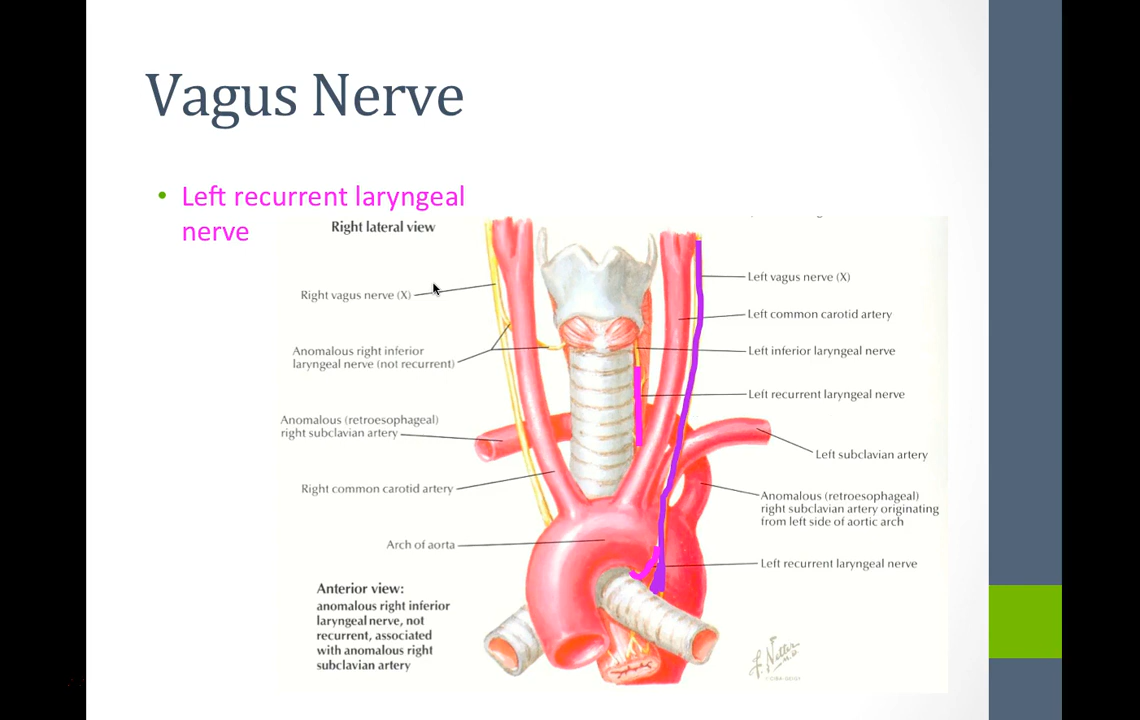 Vagus Nerve
• Left recurrent laryngeal
nerve
Right lateral view
Right vagus nerve (X)
Anomalous right inferior
laryngeal nerve (not recurrent)
Anomalous (retroesophageal)
right subclavian artery
Right common carotid artery
Arch of aorta
Anterior view:
anomalous right inferior
laryngeal nerve, not
recurrent, associated
with anomalous right
subclavian artery
Left vagus nerve (X)
Left common carotid artery
Left inferior laryngeal nerve
Left recurrent laryngeal nerve
Left subclavian artery
Anomalous (retroesophageal)
right subclavian artery originating
from left side of aortic arch
Left recurrent laryngeal nerve
F. Netter
M.D.